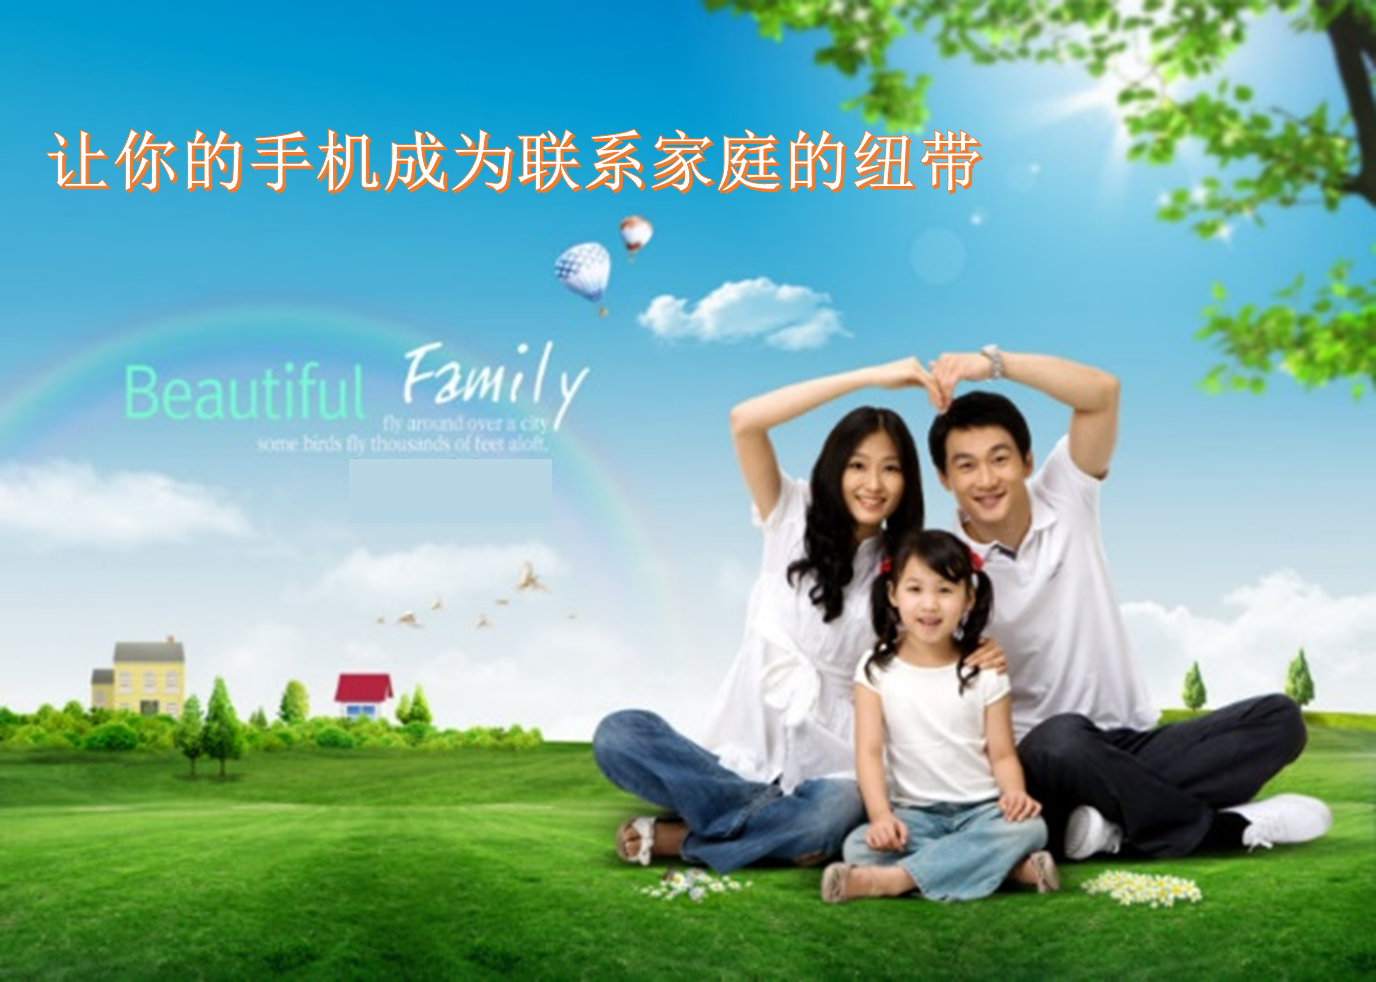 让你的手机成为联系家庭的纽带
Beautiful Family
fly around over a city
some birds fly thousands of feet aloft.